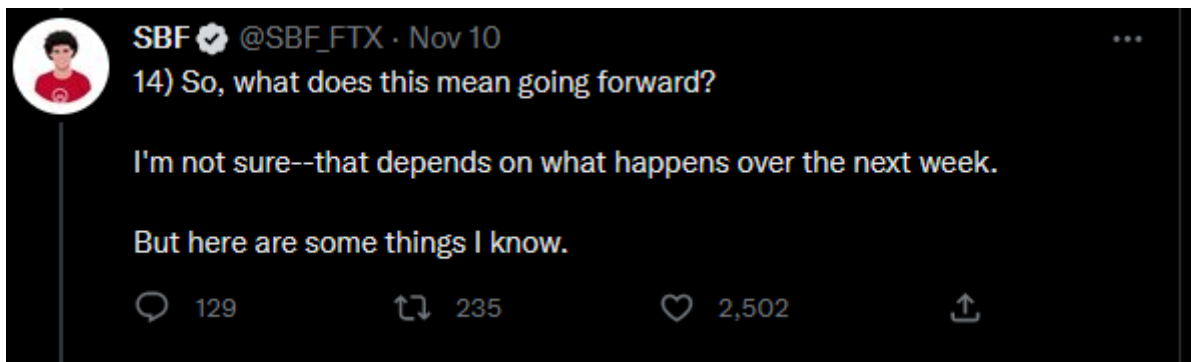 SBF @SBF_FTX · Nov 10
14) So, what does this mean going forward?
I'm not sure--that depends on what happens over the next week.
But here are some things I know.
129 235 2,502